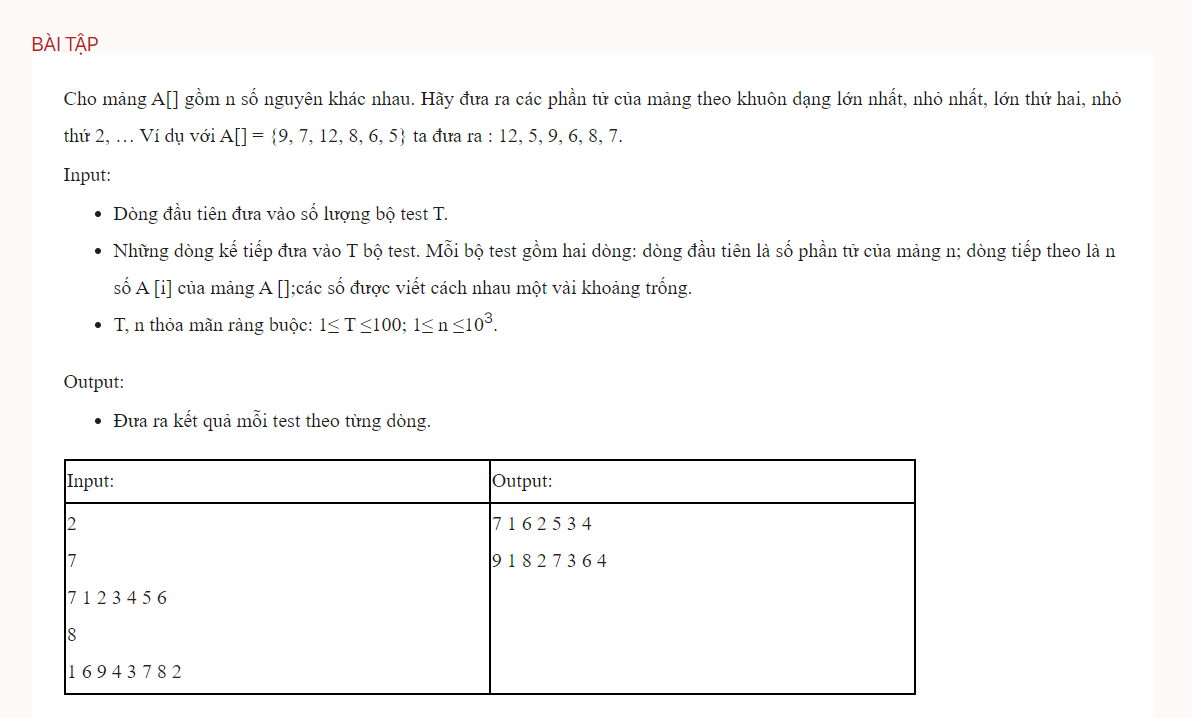 BÀI TẬP
Cho mảng A[] gồm n số nguyên khác nhau. Hãy đưa ra các phần tử của mảng theo khuôn dạng lớn nhất, nhỏ nhất, lớn thứ hai, nhỏ
thứ 2, … Ví dụ với A[] = {9, 7, 12, 8, 6, 5} ta đưa ra : 12, 5, 9, 6, 8, 7.
Input:
• Dòng đầu tiên đưa vào số lượng bộ test T.
• Những dòng kế tiếp đưa vào T bộ test. Mỗi bộ test gồm hai dòng: dòng đầu tiên là số phần tử của mảng n; dòng tiếp theo là n
số A [i] của mảng A [];các số được viết cách nhau một vài khoảng trống.
• T, n thỏa mãn ràng buộc: 1≤ T ≤100; 1≤ n ≤10³.
Output:
• Đưa ra kết quả mỗi test theo từng dòng.
Input:
2
7
7 1 2 3 4 5 6
8
1 6 9 4 3 7 8 2
Output:
7 1 6 2 5 3 4
9 1 8 2 7 3 6 4